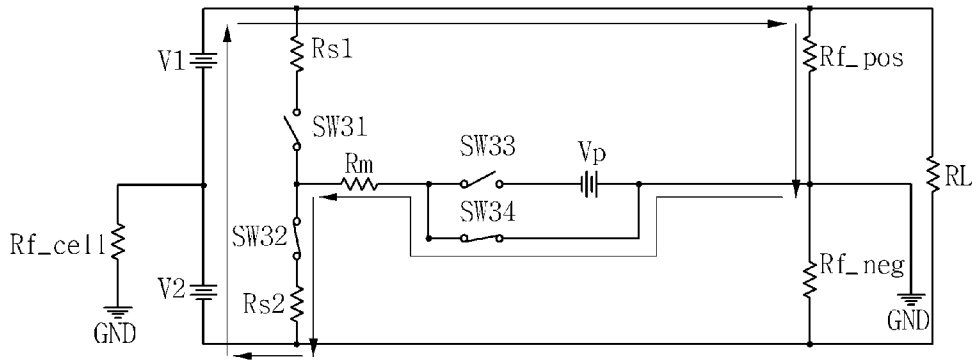 V1
Rs1
Rf_pos
SW31
Rm
SW33
Vp
RL
SW34
Rf_cell
SW32
V2
Rs2
Rf_neg
GND
GND